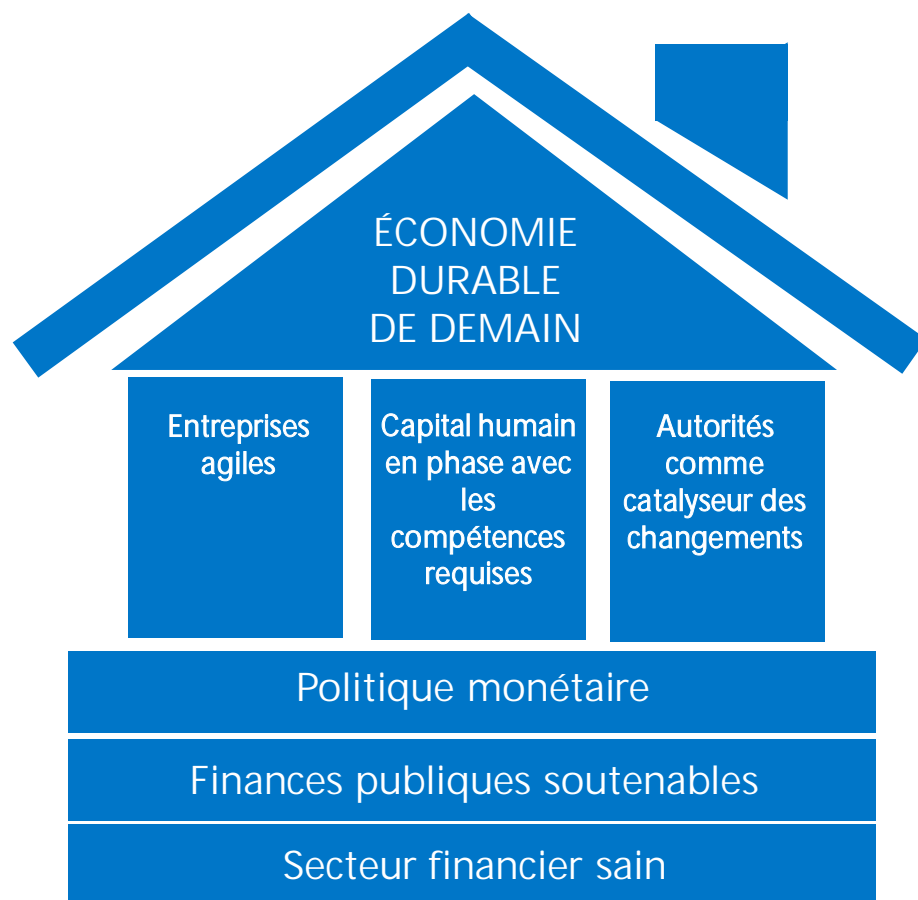 ÉCONOMIE
DURABLE
DE DEMAIN
Entreprises
agiles
Capital humain
en phase avec
les
compétences
requises
Autorités
comme
catalyseur des
changements
Politique monétaire
Finances publiques soutenables
Secteur financier sain